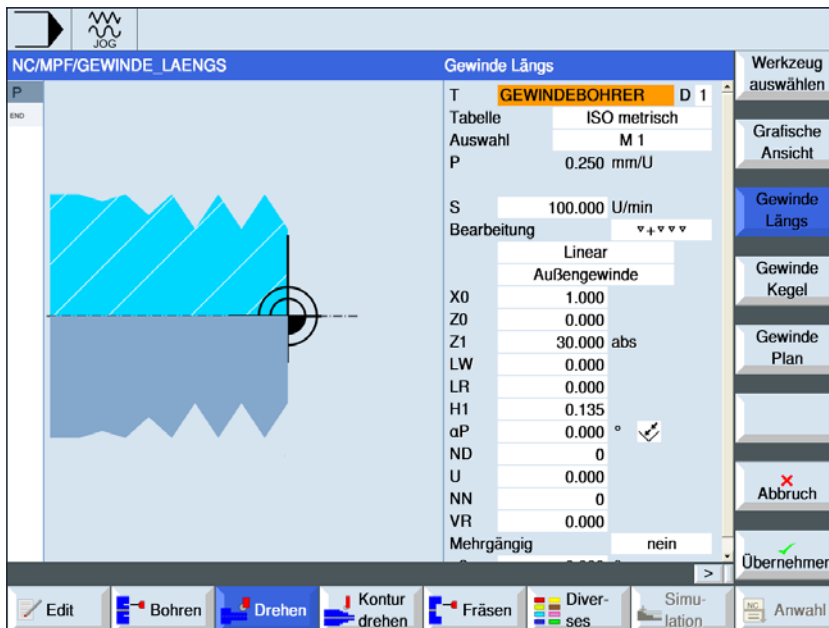 JOG
NC/MPF/GEWINDE_LAENGS
Gewinde Längs
P
END
T GEWINDEBOHRER D 1
Tabelle ISO metrisch
Auswahl M 1
P 0.250 mm/U
S 100.000 U/min
Bearbeitung ▿+▿▿▿
Linear
Außengewinde
X0 1.000
Z0 0.000
Z1 30.000 abs
LW 0.000
LR 0.000
H1 0.135
αP 0.000 °
ND 0
U 0.000
NN 0
VR 0.000
Mehrgängig nein
>
Werkzeug
auswählen
Grafische
Ansicht
Gewinde
Längs
Gewinde
Kegel
Gewinde
Plan
Abbruch
Übernehmen
Edit
Bohren
Drehen
Kontur
drehen
Fräsen
Diver-
ses
Simu-
lation
NC
Anwahl